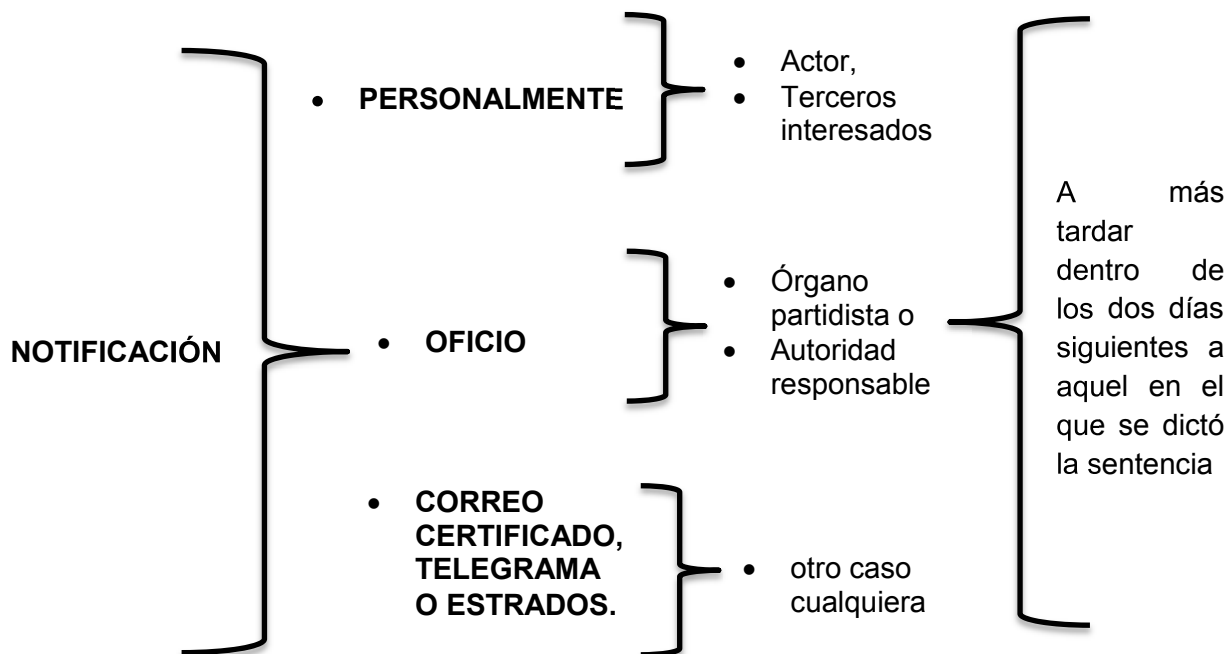 NOTIFICACIÓN
• PERSONALMENTE
• Actor,
• Terceros
interesados
• OFICIO
• Órgano
partidista o
• Autoridad
responsable
• CORREO
CERTIFICADO,
TELEGRAMA
O ESTRADOS.
• otro caso
cualquiera
A más
tardar
dentro de
los dos días
siguientes a
aquel en el
que se dictó
la sentencia